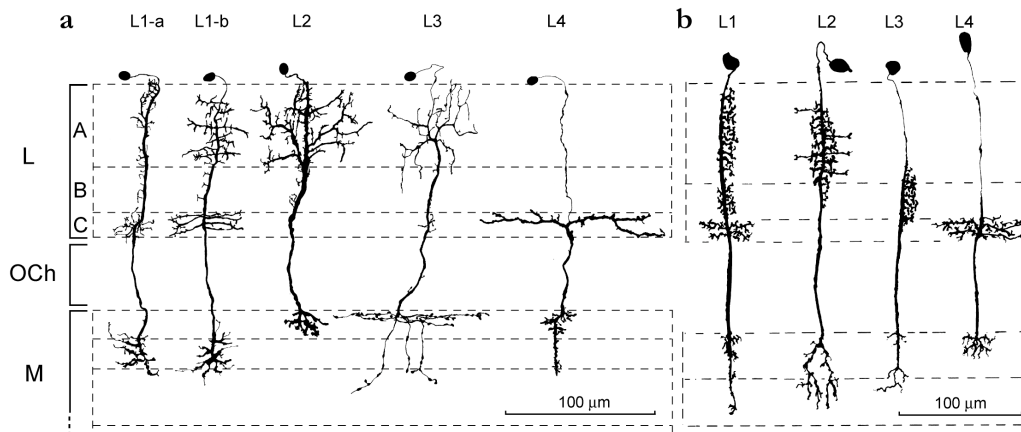 a L1-a L1-b L2 L3 L4
b L1 L2 L3 L4
L
A
B
C
OCh
M
100 µm
100 µm